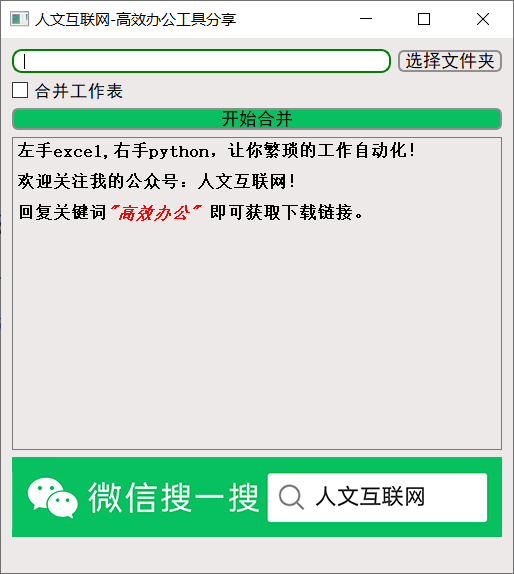 人文互联网-高效办公工具分享
选择文件夹
合并工作表
开始合并
左手excel,右手python，让你繁琐的工作自动化!
欢迎关注我的公众号：人文互联网!
回复关键词"高效办公" 即可获取下载链接。
微信搜一搜 人文互联网